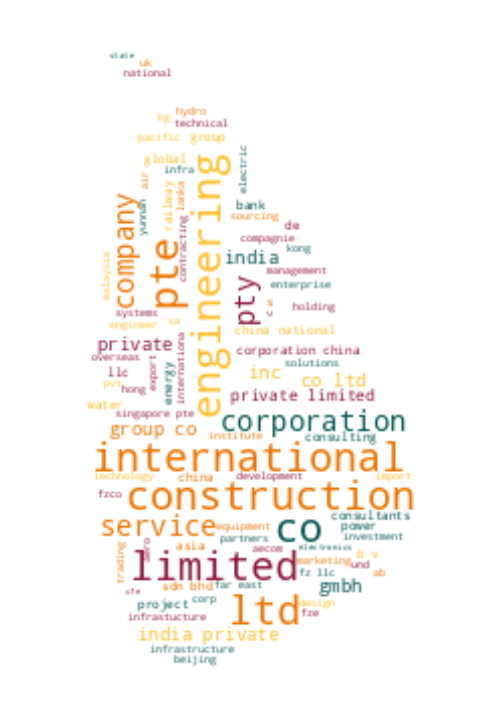 state
uk
national
hydro
kg
technical
pacific
group
global
infra
air
electric
railway
lanka
yunnan
engineering
company
pte
contracting
bank
sourcing
de
compagnie
kong
india
management
malaysia
enterprise
pty
s
u
holding
systems
engineer
sa
china national
private
internationa
solutions
overseas
corporation china
llc
export
energy
inc
co ltd
pvt
hong
private limited
water
singapore pte
corporation
group co
institute
consulting
international
technology
china
development
import
fzco
construction
consultants
service
equipment
co
power
partners
investment
asia
aecom
electronics
b v
trading
aero
limited
marketing
und
fz llc
ab
sdn bhd
far east
gmbh
cfe
project
corp
ltd
design
infrastucture
fze
india private
infrastructure
beijing